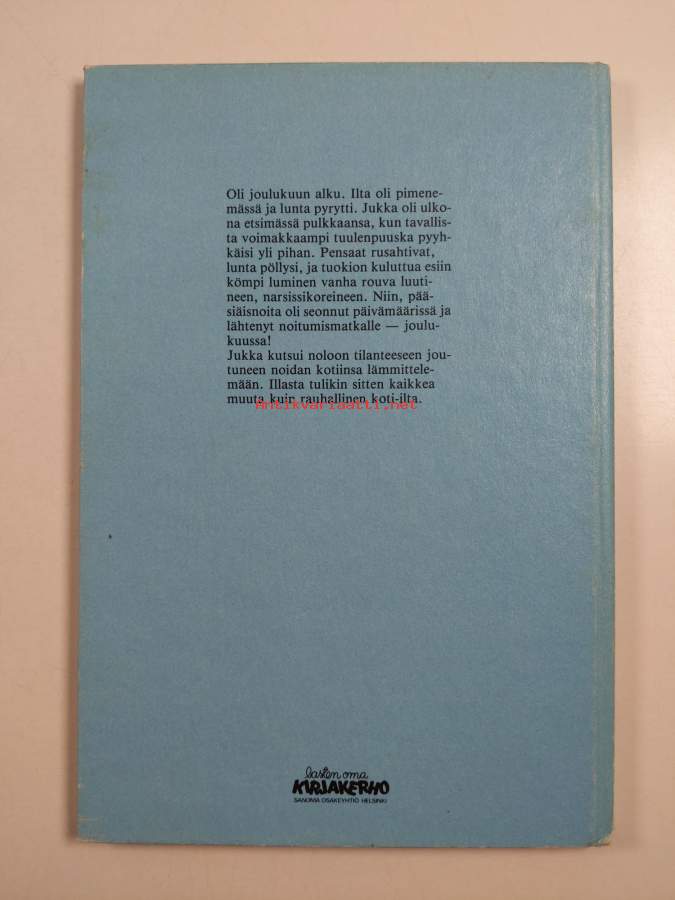 Oli joulukuun alku. Ilta oli pimene-
mässä ja lunta pyrytti. Jukka oli ulko-
na etsimässä pulkkaansa, kun tavallis-
ta voimakkaampi tuulenpuuska pyyh-
käisi yli pihan. Pensaat rusahtivat,
lunta pöllysi, ja tuokion kuluttua esiin
kömpi luminen vanha rouva luuti-
neen, narsissikoreineen. Niin, pää-
siäisnoita oli seonnut päivämäärissä ja
lähtenyt noitumismatkalle — joulu-
kuussa!
Jukka kutsui noloon tilanteeseen jou-
tuneen noidan kotiinsa lämmittele-
mään. Illasta tulikin sitten kaikkea
muuta kuin rauhallinen koti-ilta.
Antikvariaatti.net
lasten oma
KIRJAKERHO
SANOMA OSAKEYHTIÖ HELSINKI